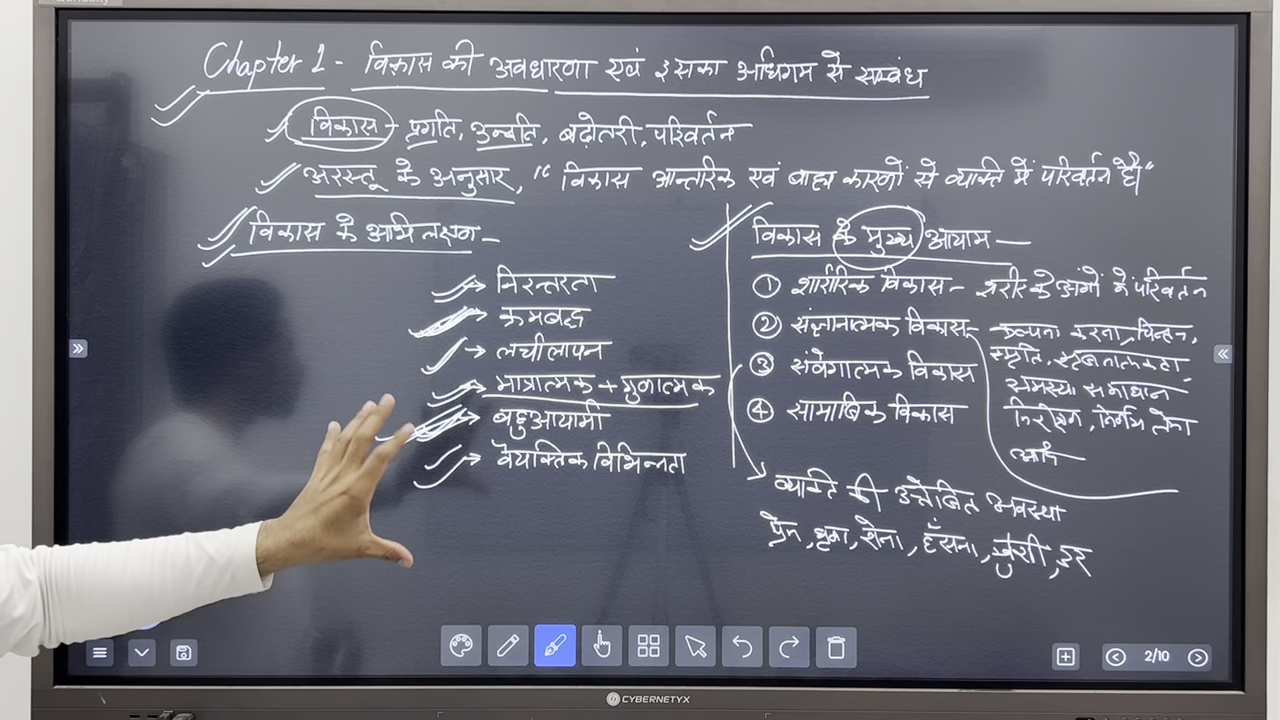 Chapter 1 - विकास की अवधारणा एवं इसका अधिगम से सम्बंध
विकास - प्रगति, उन्नति, बढ़ोतरी, परिवर्तन
अरस्तू के अनुसार, "विकास आन्तरिक एवं बाह्य कारणों से व्यक्ति में परिवर्तन है"
विकास के अभिलक्षण -
→ निरन्तरता
→ क्रमबद्ध
→ लचीलापन
→ मात्रात्मक + गुणात्मक
→ बहुआयामी
→ वैयक्तिक विभिन्नता
विकास के मुख्य आयाम —
① शारीरिक विकास - शरीर के अंगों में परिवर्तन
② संज्ञानात्मक विकास - कल्पना करना, चिन्तन,
स्मृति, सृजनात्मकता,
समस्या समाधान
निरीक्षण, निर्णय लेना
आदि
③ संवेगात्मक विकास
④ सामाजिक विकास
व्यक्ति की उत्तेजित अवस्था
प्रेम, घृणा, रोना, हँसना, खुशी, डर
2/10
CYBERNETYX